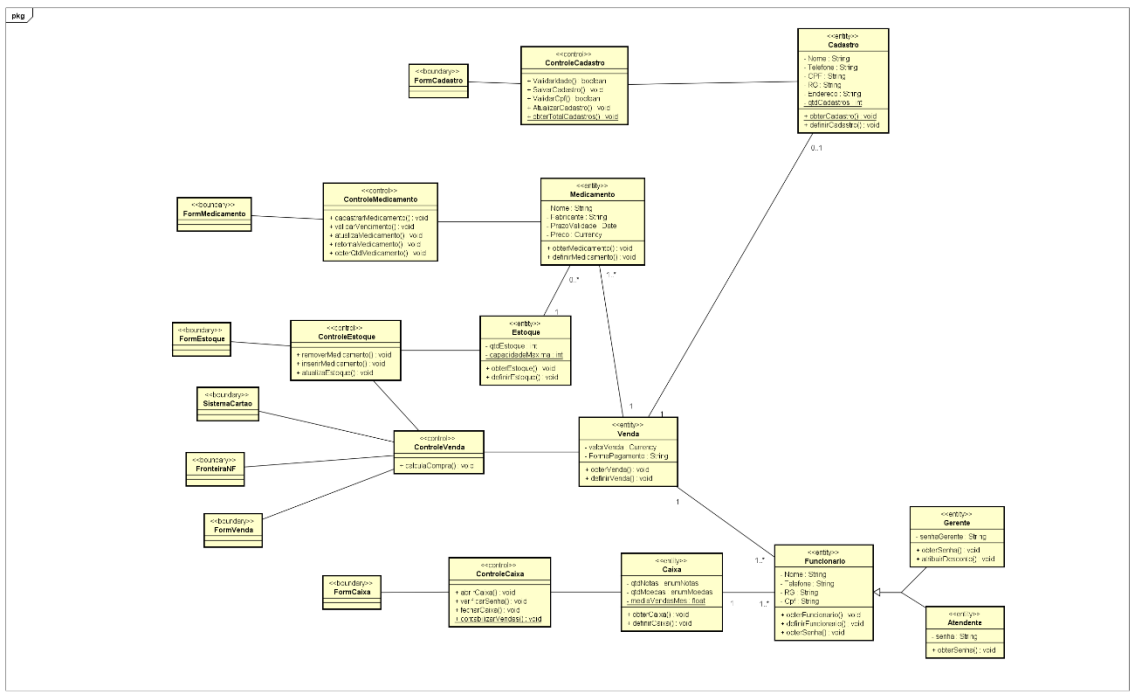 pkg
<<entity>>
Cadastro
- Nome : String
- Telefone : String
- CPF : String
- RG : String
- Endereco : String
- qtdCadastros : int
+ obterCadastro() : void
+ definirCadastro() : void
<<control>>
ControleCadastro
+ ValidarIdade() : boolean
+ SalvarCadastro() : void
+ ValidarCpf() : boolean
- AtualizarCadastro() : void
+ obterTotalCadastros() : void
<<boundary>>
FormCadastro
0..1
<<entity>>
Medicamento
- Nome : String
- Fabricante : String
- PrazoValidade : Date
- Preco : Currency
+ obterMedicamento() : void
+ definirMedicamento() : void
<<control>>
ControleMedicamento
+ cadastrarMedicamento() : void
+ validarVencimento() : void
+ atualizaMedicamento() : void
+ retornaMedicamento() : void
+ obterQtdMedicamento() : void
<<boundary>>
FormMedicamento
0..*
1..*
1
<<entity>>
Estoque
- qtdEstoque : int
- capacidadeMaxima : int
+ obterEstoque() : void
+ definirEstoque() : void
<<control>>
ControleEstoque
+ removerMedicamento() : void
+ inserirMedicamento() : void
+ atualizaEstoque() : void
<<boundary>>
FormEstoque
<<boundary>>
SistemaCartao
<<boundary>>
FronteiraNF
<<boundary>>
FormVenda
<<control>>
ControleVenda
+ calculaCompra() : void
1
1
<<entity>>
Venda
- valorVenda : Currency
- FormaPagamento : String
+ obterVenda() : void
+ definirVenda() : void
1
1..*
<<entity>>
Gerente
- senhaGerente : String
+ obterSenha() : void
+ atribuirDesconto() : void
<<entity>>
Funcionario
- Nome : String
- Telefone : String
- RG : String
- Cpf : String
+ obterFuncionario() : void
+ definirFuncionario() : void
+ obterSenha() : void
<<entity>>
Atendente
- senha : String
+ obterSenha() : void
<<entity>>
Caixa
- qtdNotas : enumNotas
- qtdMoedas : enumMoedas
- mediaVendasMes : float
+ obterCaixa() : void
+ definirCaixa() : void
1
1..*
<<control>>
ControleCaixa
+ abrirCaixa() : void
+ verificarSenha() : void
+ fecharCaixa() : void
+ contabilizarVendas() : void
<<boundary>>
FormCaixa